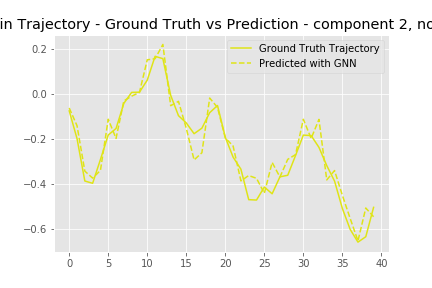 in Trajectory - Ground Truth vs Prediction - component 2, no
Ground Truth Trajectory
Predicted with GNN
0.2
0.0
−0.2
−0.4
−0.6
0 5 10 15 20 25 30 35 40